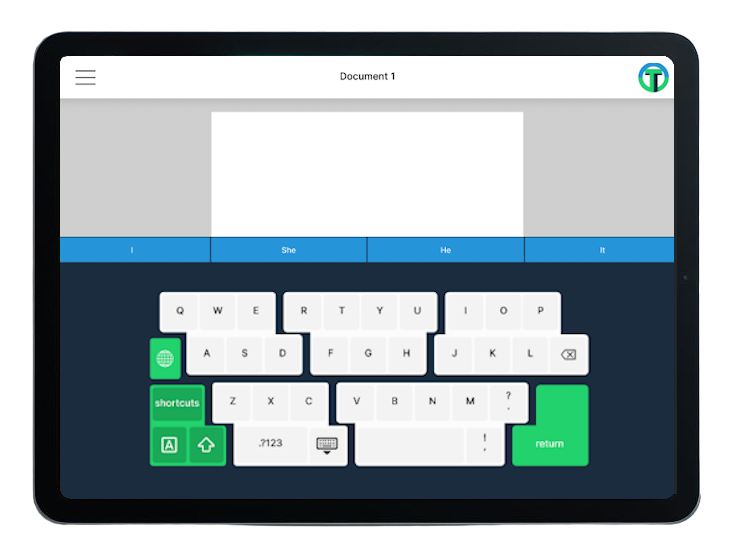 Document 1
T
I She He It
Q W E R T Y U I O P
A S D F G H J K L
shortcuts Z X C V B N M ? .
A .?123 ! , return